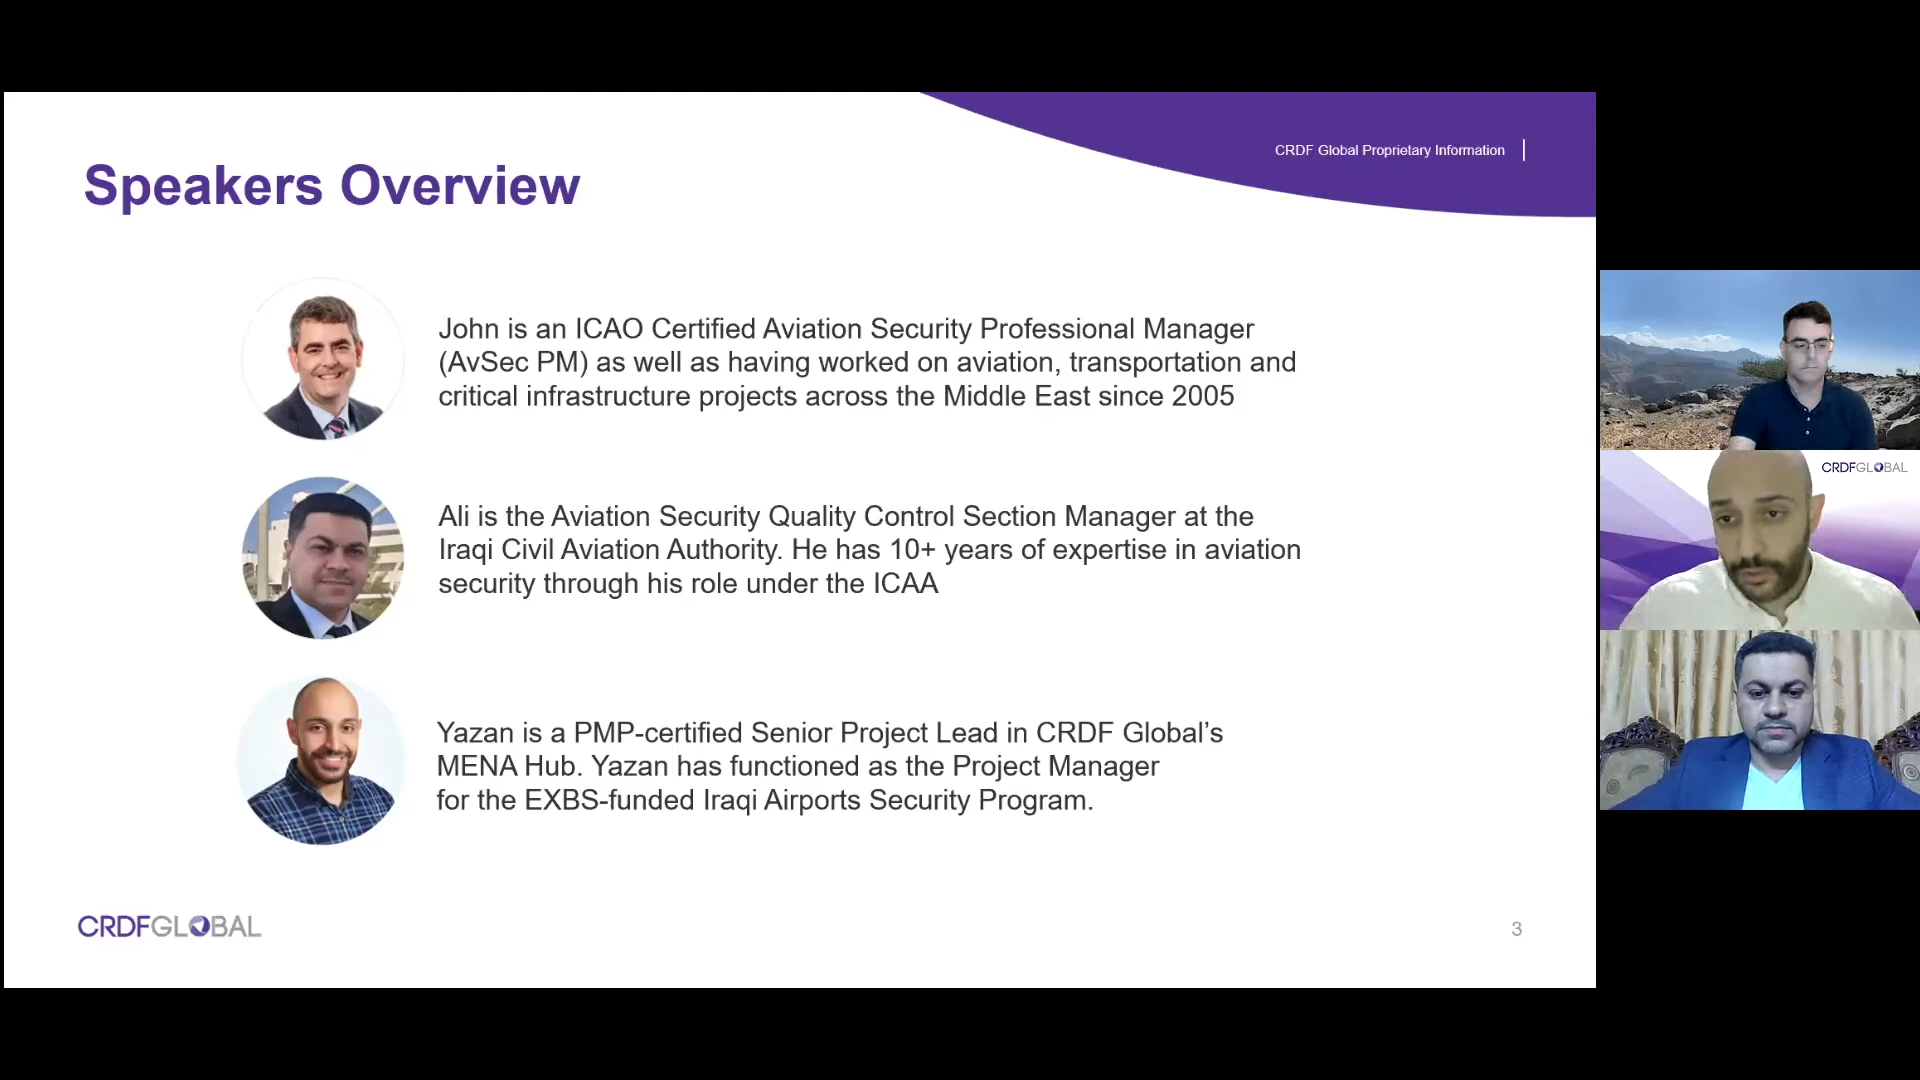 CRDF Global Proprietary Information
Speakers Overview
John is an ICAO Certified Aviation Security Professional Manager
(AvSec PM) as well as having worked on aviation, transportation and
critical infrastructure projects across the Middle East since 2005
Ali is the Aviation Security Quality Control Section Manager at the
Iraqi Civil Aviation Authority. He has 10+ years of expertise in aviation
security through his role under the ICAA
Yazan is a PMP-certified Senior Project Lead in CRDF Global’s
MENA Hub. Yazan has functioned as the Project Manager
for the EXBS-funded Iraqi Airports Security Program.
CRDFGLOBAL
3
CRDFGLOBAL